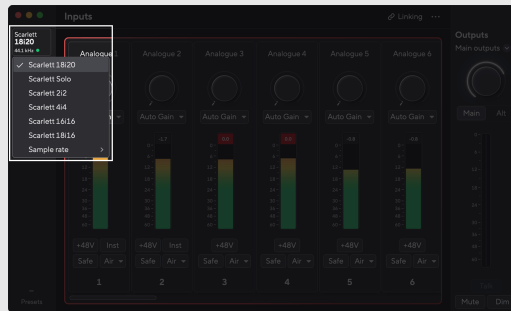 Inputs
Linking
Scarlett
18i20
44.1 kHz
Scarlett 18i20
Scarlett Solo
Scarlett 2i2
Scarlett 4i4
Scarlett 16i16
Scarlett 18i16
Sample rate
Analogue 1
Analogue 2
Analogue 3
Analogue 4
Analogue 5
Analogue 6
Auto Gain
Auto Gain
Auto Gain
Auto Gain
Auto Gain
+48V Inst
+48V Inst
+48V
+48V
+48V
+48V
Safe Air
Safe Air
Safe Air
Safe Air
Safe Air
Safe Air
1
2
3
4
5
6
Presets
Outputs
Main outputs
Main Alt
Mute Dim